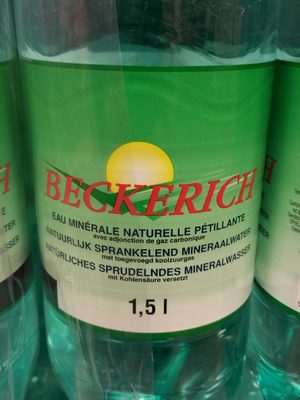 BECKERICH
EAU MINÉRALE NATURELLE PÉTILLANTE
avec adjonction de gaz carbonique
NATUURLIJK SPRANKELEND MINERAALWATER
met toegevoegd koolzuurgas
NATÜRLICHES SPRUDELNDES MINERALWASSER
mit Kohlensäure versetzt
1,5 l